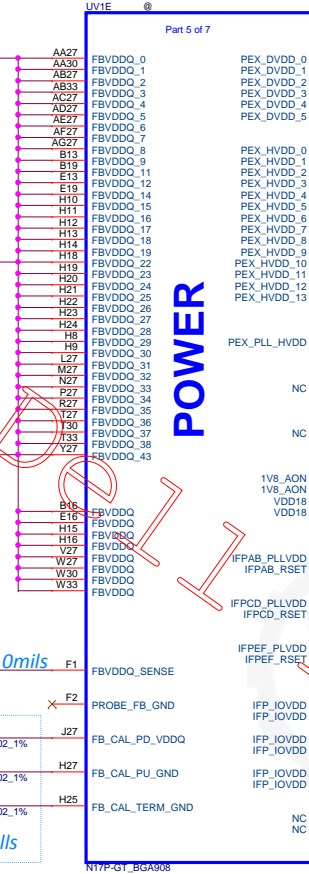 UV1E @
Part 5 of 7
AA27 FBVDDQ_0 PEX_DVDD_0
AA30 FBVDDQ_1 PEX_DVDD_1
AB27 FBVDDQ_2 PEX_DVDD_2
AB33 FBVDDQ_3 PEX_DVDD_3
AC27 FBVDDQ_4 PEX_DVDD_4
AD27 FBVDDQ_5 PEX_DVDD_5
AE27 FBVDDQ_6
AF27 FBVDDQ_7
AG27 FBVDDQ_8 PEX_HVDD_0
B13 FBVDDQ_9 PEX_HVDD_1
B19 FBVDDQ_11 PEX_HVDD_2
E13 FBVDDQ_12 PEX_HVDD_3
E19 FBVDDQ_14 PEX_HVDD_4
H10 FBVDDQ_15 PEX_HVDD_5
H11 FBVDDQ_16 PEX_HVDD_6
H12 FBVDDQ_17 PEX_HVDD_7
H13 FBVDDQ_18 PEX_HVDD_8
H14 FBVDDQ_19 PEX_HVDD_9
H18 FBVDDQ_22 PEX_HVDD_10
H19 FBVDDQ_23 PEX_HVDD_11
H20 FBVDDQ_24 PEX_HVDD_12
H21 FBVDDQ_25 PEX_HVDD_13
H22 FBVDDQ_26
H23 FBVDDQ_27
H24 FBVDDQ_28
H8 FBVDDQ_29 PEX_PLL_HVDD
H9 FBVDDQ_30
L27 FBVDDQ_31
M27 FBVDDQ_32
N27 FBVDDQ_33 NC
P27 FBVDDQ_34
R27 FBVDDQ_35
T27 FBVDDQ_36
T30 FBVDDQ_37 NC
T33 FBVDDQ_38
Y27 FBVDDQ_43
POWER
1V8_AON
1V8_AON
VDD18
B16 FBVDDQ VDD18
E16 FBVDDQ
H15 FBVDDQ
H16 FBVDDQ
V27 FBVDDQ IFPAB_PLLVDD
W27 FBVDDQ IFPAB_RSET
W30 FBVDDQ
W33 FBVDDQ
IFPCD_PLLVDD
IFPCD_RSET
Dell
IFPEF_PLVDD
IFPEF_RSET
0mils F1 FBVDDQ_SENSE
F2 PROBE_FB_GND IFP_IOVDD
IFP_IOVDD
J27 FB_CAL_PD_VDDQ IFP_IOVDD
02_1% IFP_IOVDD
H27 FB_CAL_PU_GND IFP_IOVDD
02_1% IFP_IOVDD
H25 FB_CAL_TERM_GND
02_1% NC
NC
lls
N17P-GT_BGA908